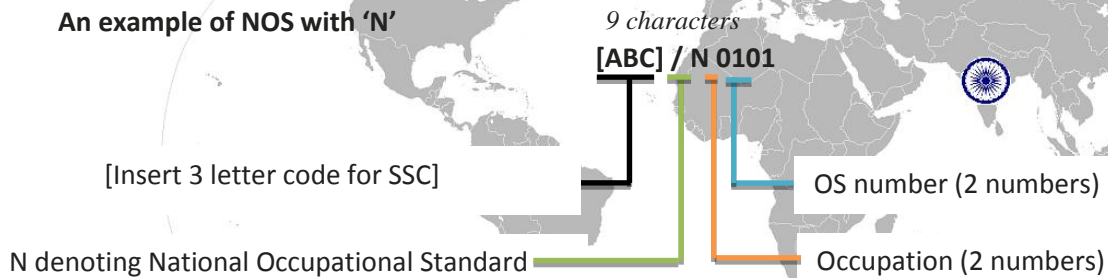 An example of NOS with ‘N’
9 characters
[ABC] / N 0101
[Insert 3 letter code for SSC]
OS number (2 numbers)
N denoting National Occupational Standard
Occupation (2 numbers)